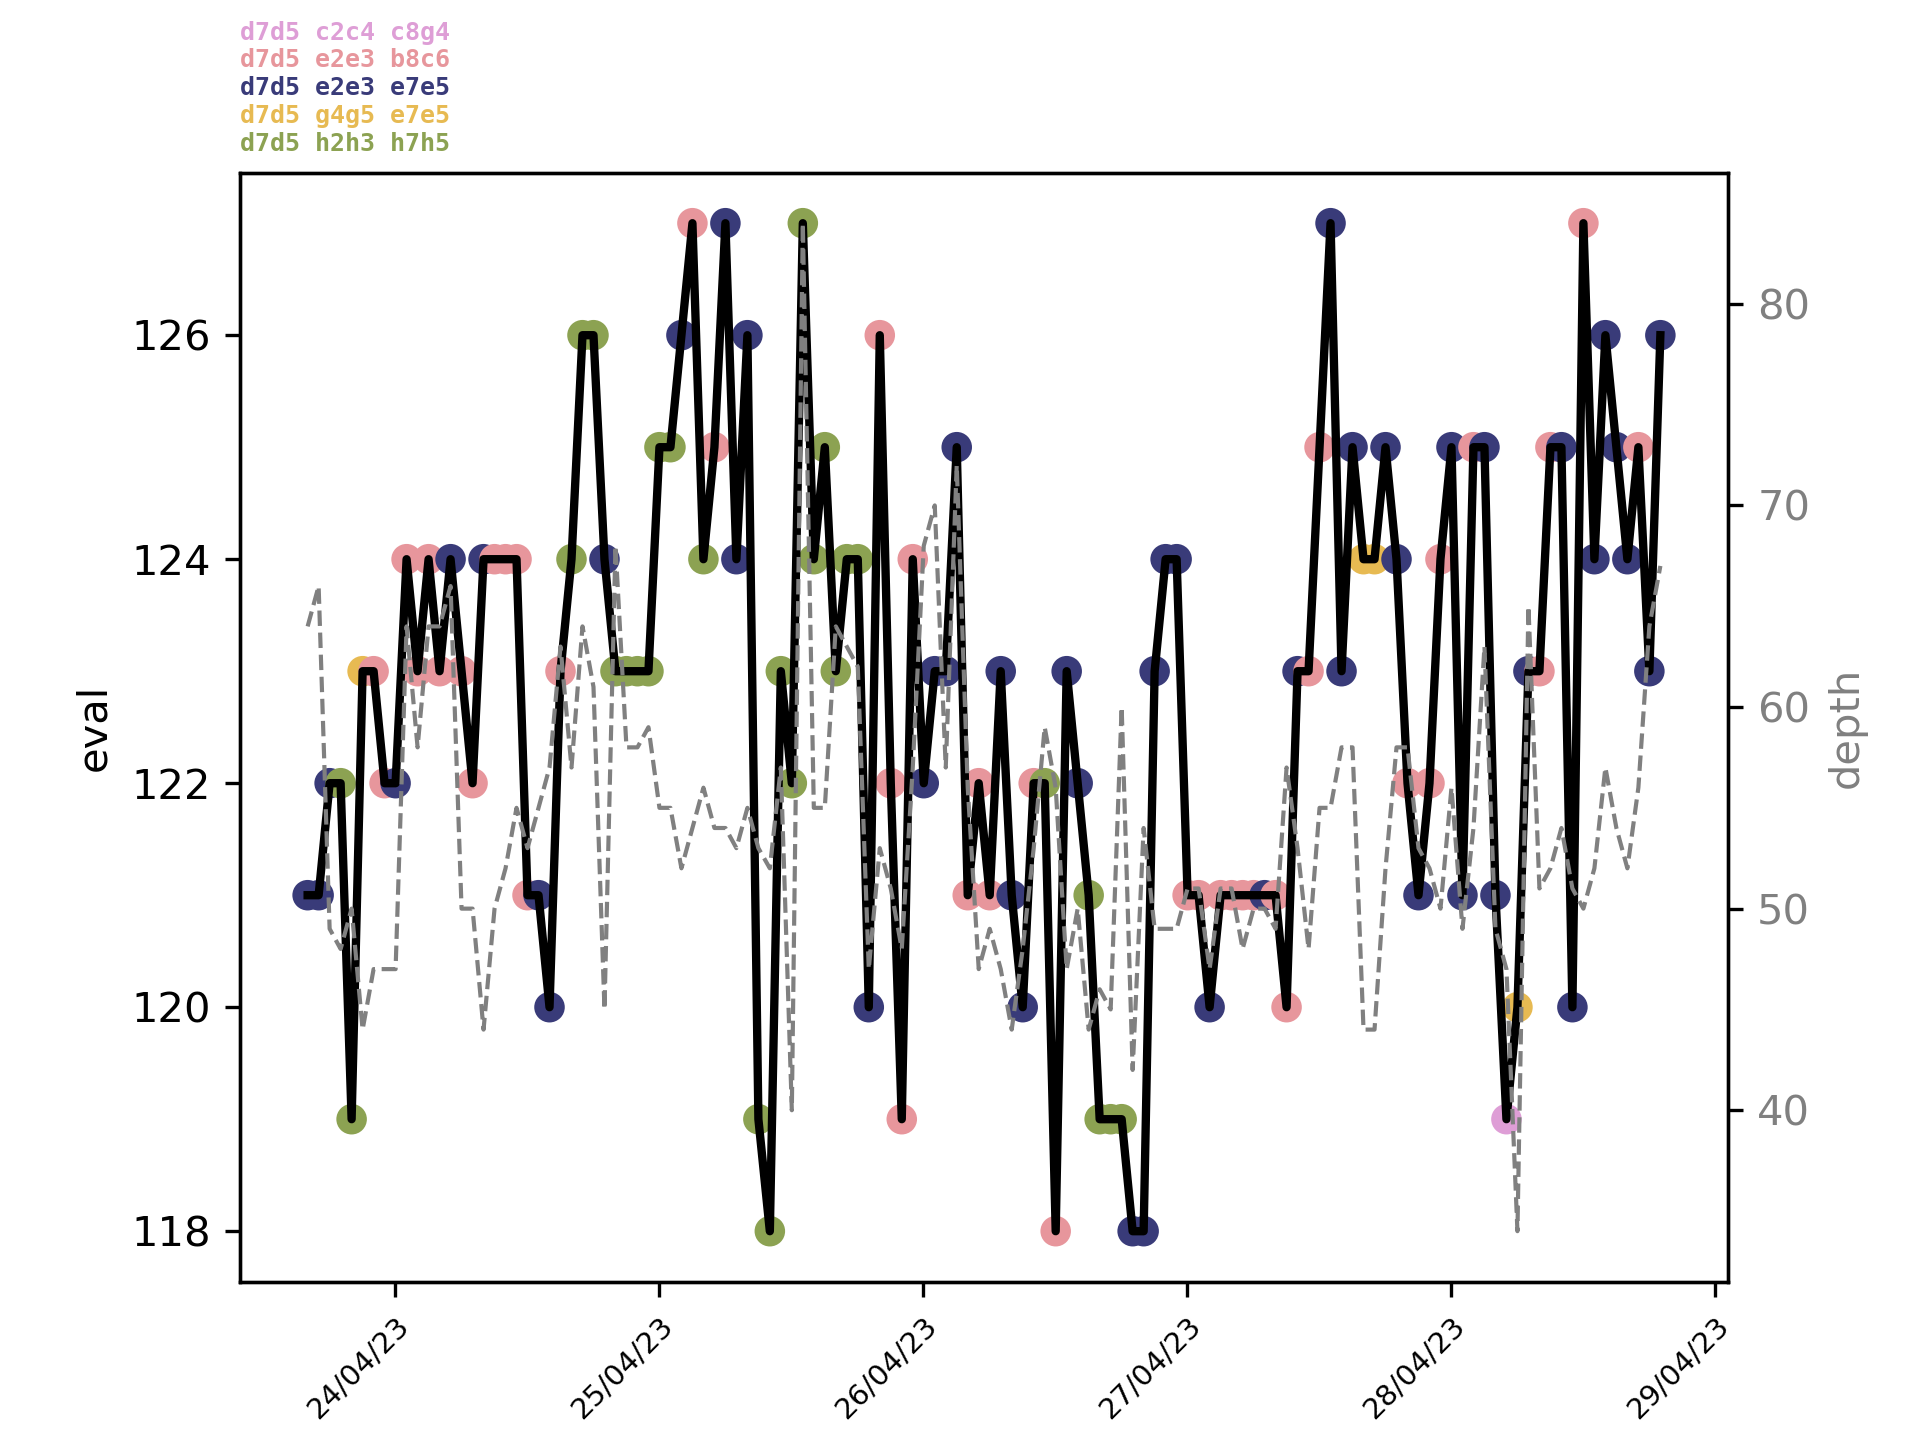 d7d5 c2c4 c8g4
d7d5 e2e3 b8c6
d7d5 e2e3 e7e5
d7d5 g4g5 e7e5
d7d5 h2h3 h7h5
126
124
122
120
118
eval
80
70
60
50
40
depth
24/04/23
25/04/23
26/04/23
27/04/23
28/04/23
29/04/23